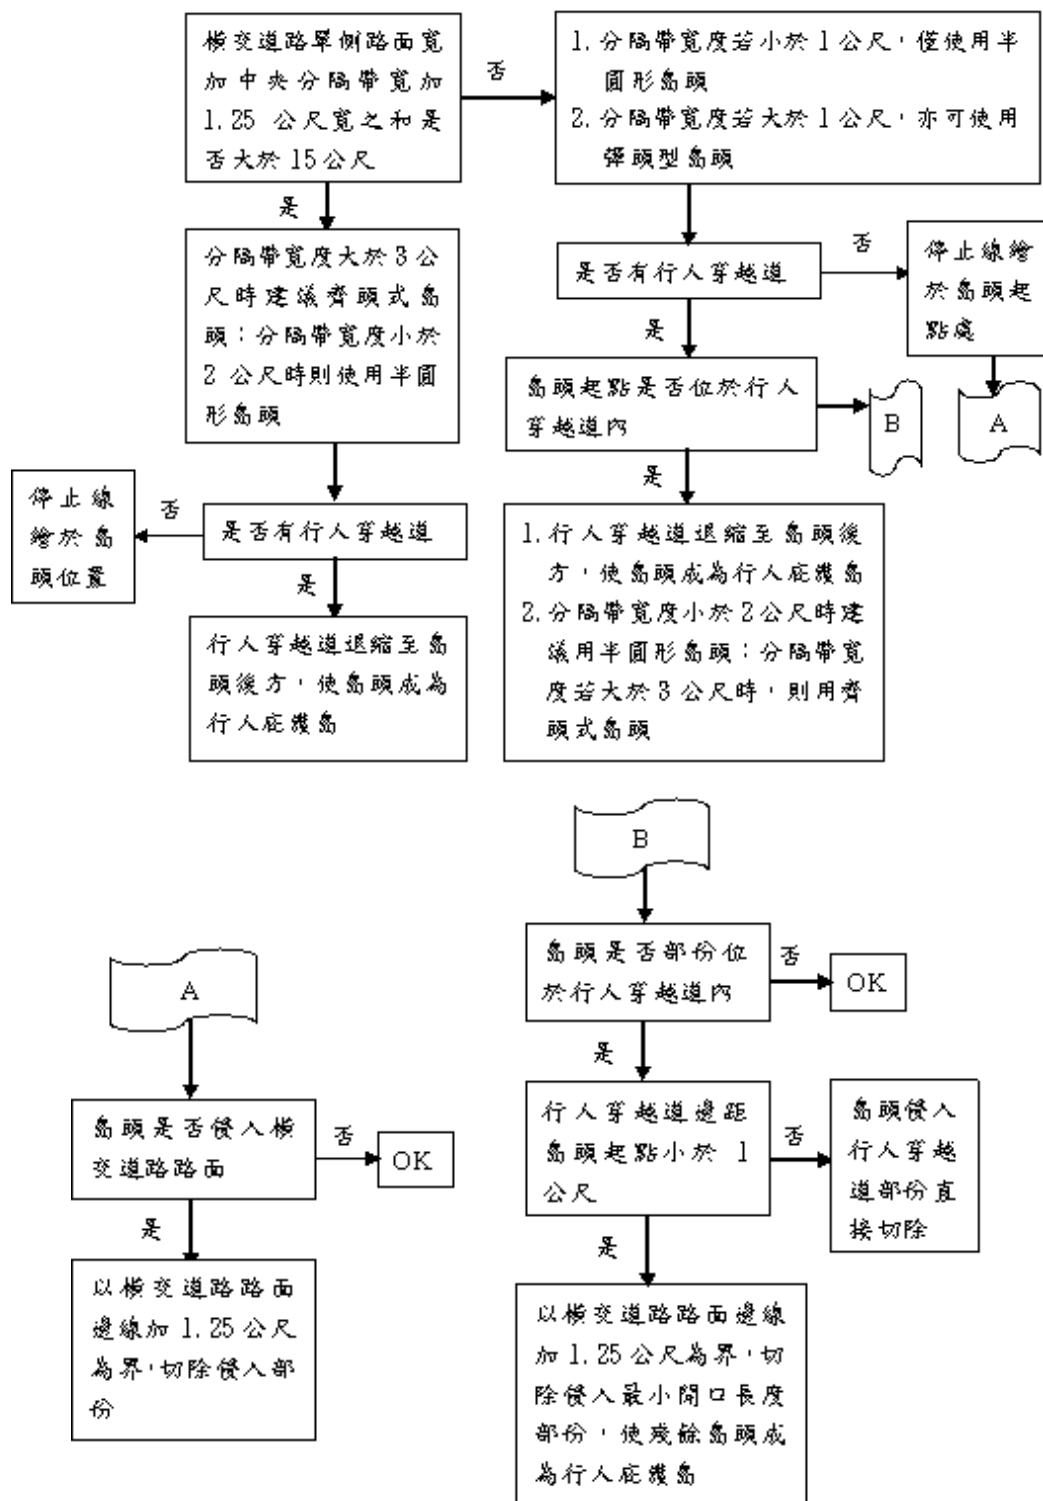 橫交道路單側路面寬
加中央分隔帶寬加
1.25 公尺寬之和是
否大於 15 公尺
否
1. 分隔帶寬度若小於 1 公尺，僅使用半
圓形島頭
2. 分隔帶寬度若大於 1 公尺，亦可使用
彈頭型島頭
是
分隔帶寬度大於 3 公
尺時建議齊頭式島
頭；分隔帶寬度小於
2 公尺時則使用半圓
形島頭
是否有行人穿越道
否
停止線繪
於島頭起
點處
是
島頭起點是否位於行人
穿越道內
B
A
是
停止線
繪於島
頭位置
否
是否有行人穿越道
是
行人穿越道退縮至島
頭後方，使島頭成為
行人庇護島
1. 行人穿越道退縮至島頭後
方，使島頭成為行人庇護島
2. 分隔帶寬度小於 2 公尺時建
議用半圓形島頭；分隔帶寬
度若大於 3 公尺時，則用齊
頭式島頭
B
島頭是否部份位
於行人穿越道內
否
OK
是
行人穿越道邊距
島頭起點小於 1
公尺
否
島頭侵入
行人穿越
道部份直
接切除
是
以橫交道路路面邊線
加 1.25 公尺為界，切
除侵入最小開口長度
部份，使殘餘島頭成
為行人庇護島
A
島頭是否侵入橫
交道路路面
否
OK
是
以橫交道路路面
邊線加 1.25 公尺
為界，切除侵入部
份